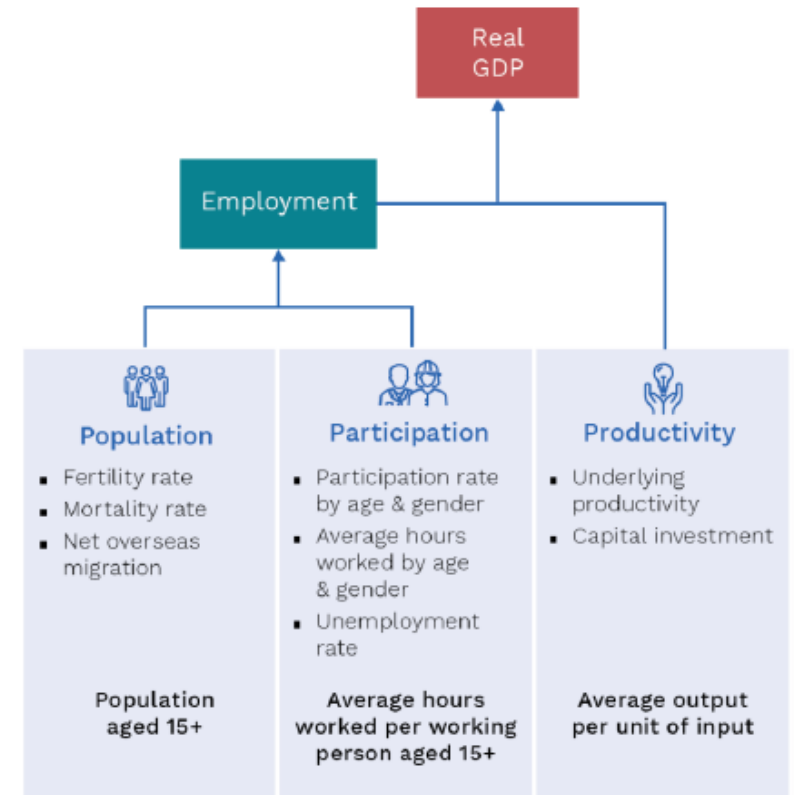 Real
GDP
Employment
Population
Fertility rate
Mortality rate
Net overseas
migration
Population
aged 15+
Participation
Participation rate
by age & gender
Average hours
worked by age
& gender
Unemployment
rate
Average hours
worked per working
person aged 15+
Productivity
Underlying
productivity
Capital investment
Average output
per unit of input